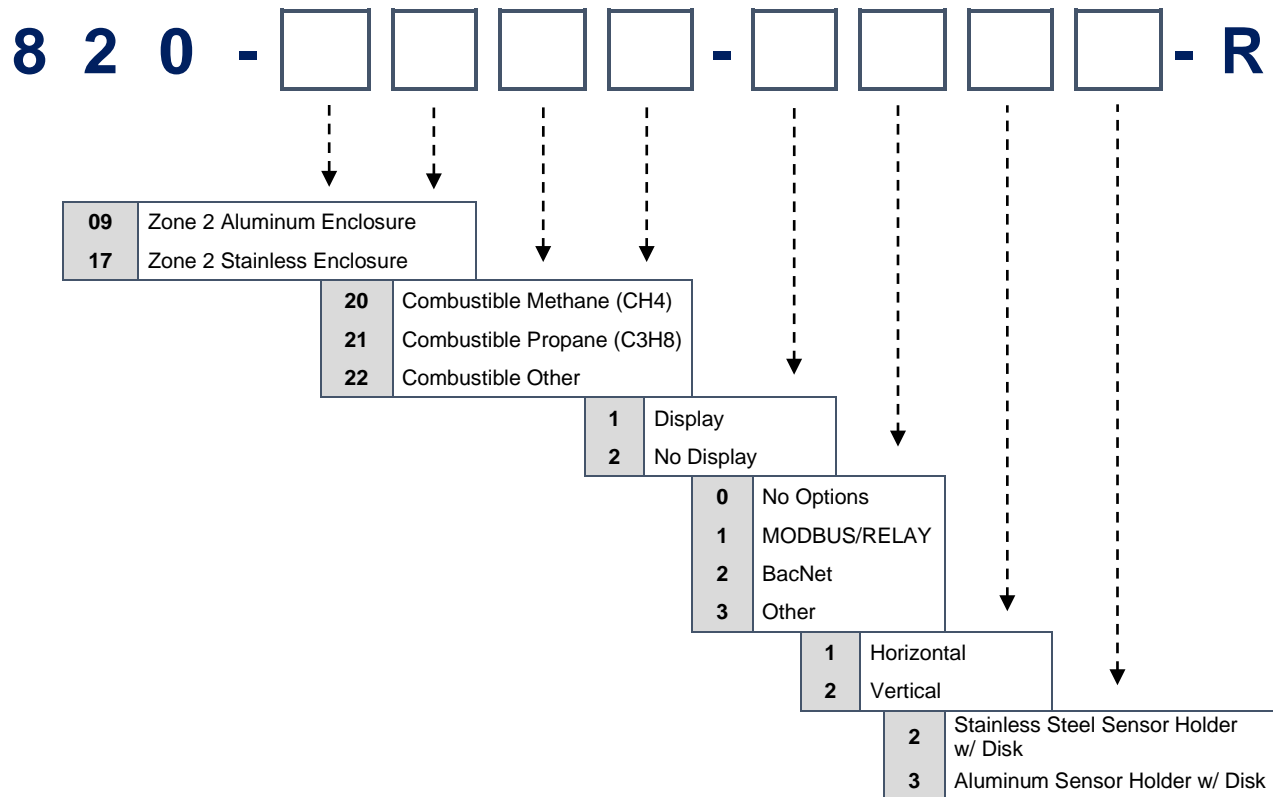 8 2 0 - - - R
09 Zone 2 Aluminum Enclosure
17 Zone 2 Stainless Enclosure
20 Combustible Methane (CH4)
21 Combustible Propane (C3H8)
22 Combustible Other
1 Display
2 No Display
0 No Options
1 MODBUS/RELAY
2 BacNet
3 Other
1 Horizontal
2 Vertical
2 Stainless Steel Sensor Holder
w/ Disk
3 Aluminum Sensor Holder w/ Disk